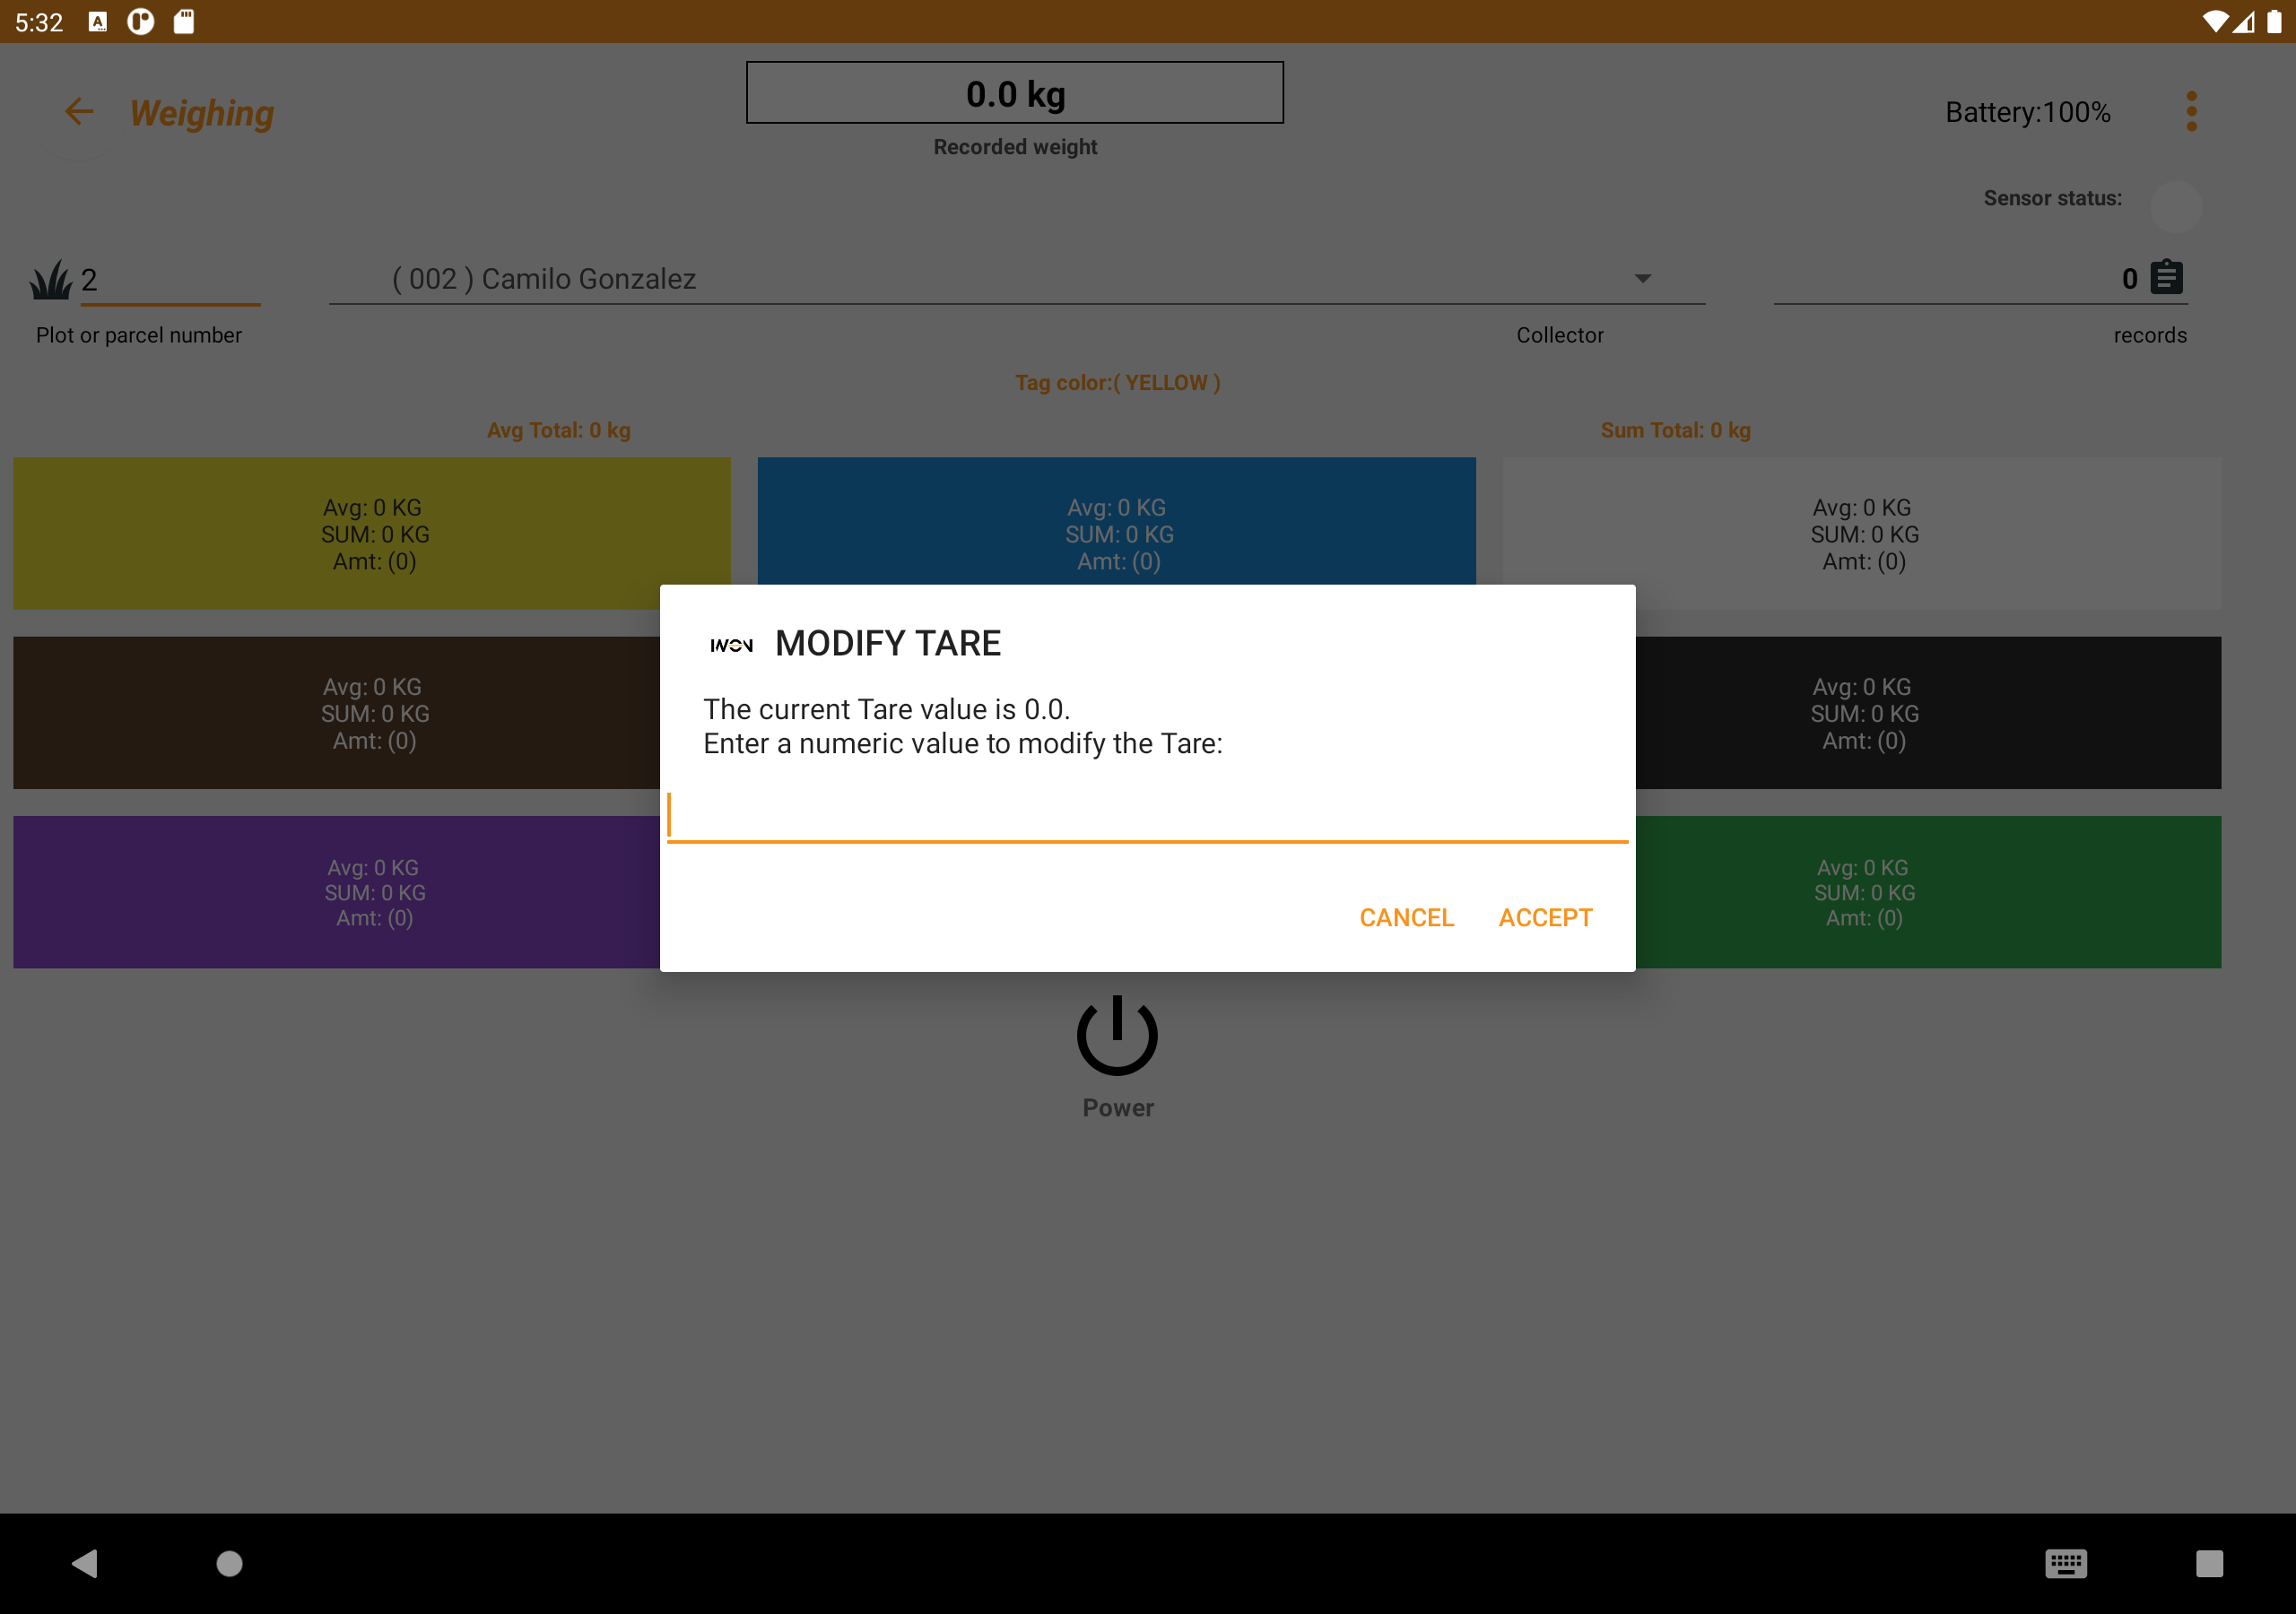 5:32
Weighing
0.0 kg
Recorded weight
Battery:100%
Sensor status:
2
( 002 ) Camilo Gonzalez
0
Plot or parcel number
Collector
records
Tag color:( YELLOW )
Avg Total: 0 kg
Sum Total: 0 kg
Avg: 0 KG
SUM: 0 KG
Amt: (0)
Avg: 0 KG
SUM: 0 KG
Amt: (0)
Avg: 0 KG
SUM: 0 KG
Amt: (0)
Avg: 0 KG
SUM: 0 KG
Amt: (0)
IWON MODIFY TARE
The current Tare value is 0.0.
Enter a numeric value to modify the Tare:
CANCEL
ACCEPT
Avg: 0 KG
SUM: 0 KG
Amt: (0)
Avg: 0 KG
SUM: 0 KG
Amt: (0)
Avg: 0 KG
SUM: 0 KG
Amt: (0)
Power